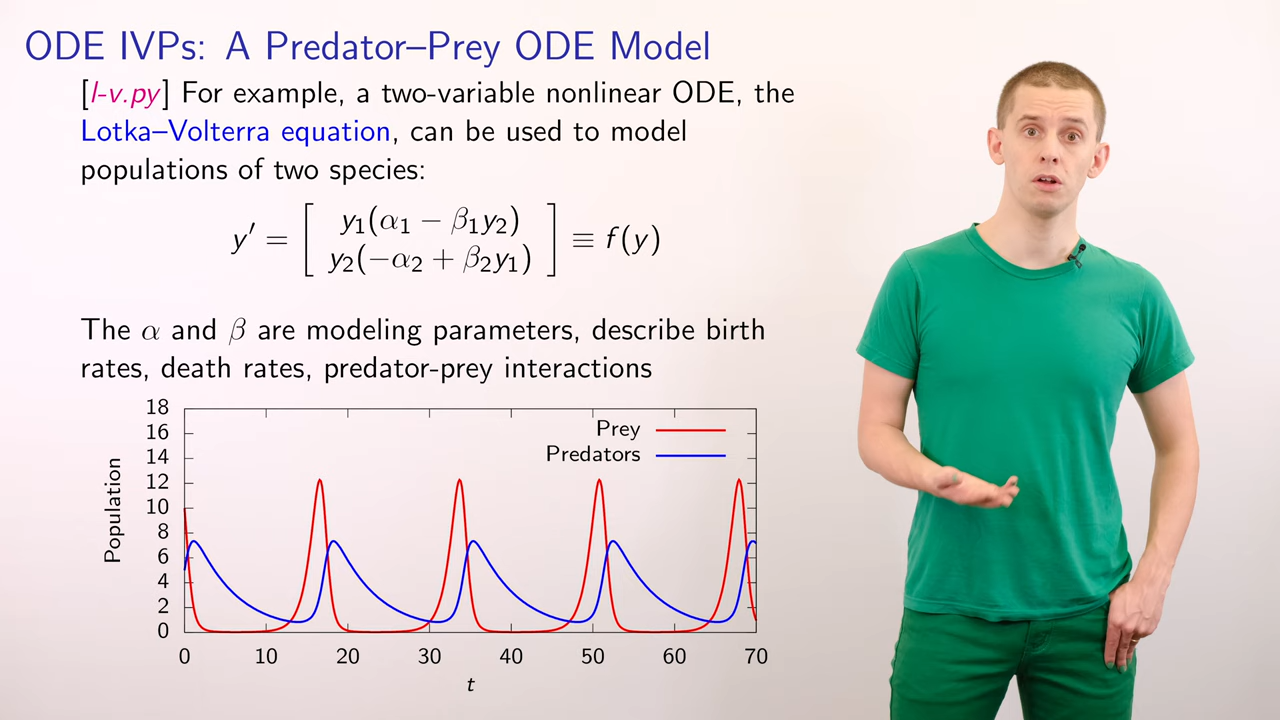 ODE IVPs: A Predator–Prey ODE Model
[l-v.py] For example, a two-variable nonlinear ODE, the
Lotka–Volterra equation, can be used to model
populations of two species:
y′ = [ y₁(α₁ − β₁y₂)
y₂(−α₂ + β₂y₁) ] ≡ f(y)
The α and β are modeling parameters, describe birth
rates, death rates, predator-prey interactions
18
16
14
12
10
8
6
4
2
0
Population
Prey
Predators
0 10 20 30 40 50 60 70
t